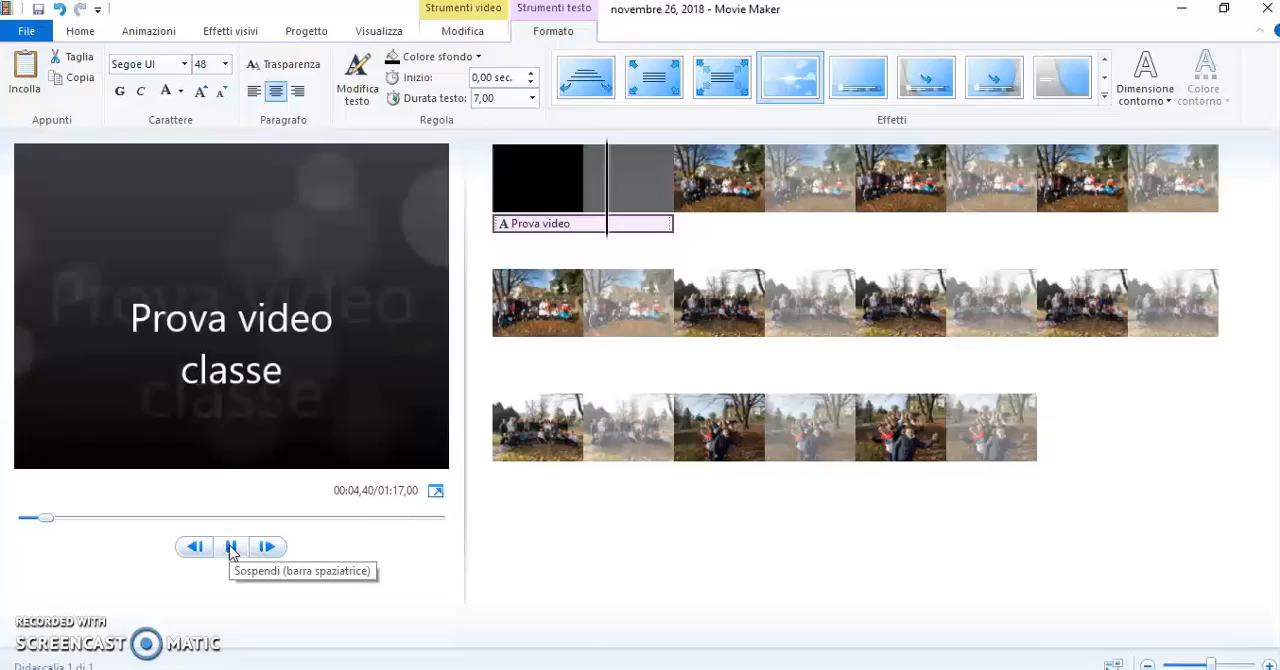 Strumenti video
Strumenti testo
novembre 26, 2018 - Movie Maker
File
Home
Animazioni
Effetti visivi
Progetto
Visualizza
Modifica
Formato
Incolla
Taglia
Copia
Appunti
Segoe UI
48
Trasparenza
G
C
A
A
A
Carattere
Paragrafo
Modifica
testo
Colore sfondo
Inizio:
0,00 sec.
Durata testo:
7,00
Regola
Effetti
Dimensione
contorno
Colore
contorno
Prova video
classe
Prova video
classe
A Prova video
00:04,40/01:17,00
Sospendi (barra spaziatrice)
RECORDED WITH
SCREENCAST MATIC
Didascalia 1 di 1